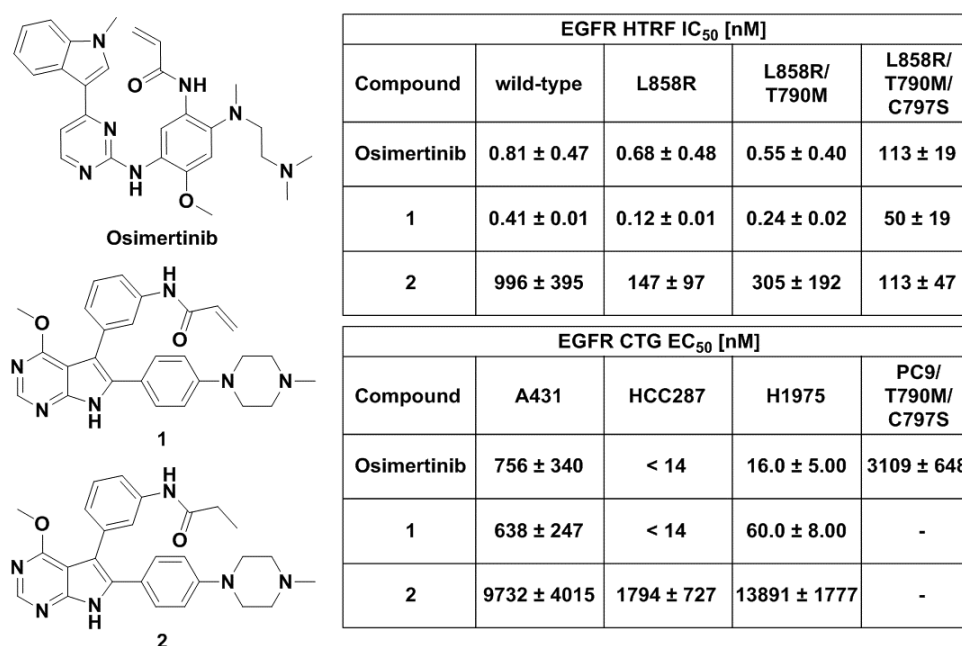 Osimertinib
1
2
EGFR HTRF IC50 [nM]
Compound wild-type L858R L858R/T790M L858R/T790M/C797S
Osimertinib 0.81 ± 0.47 0.68 ± 0.48 0.55 ± 0.40 113 ± 19
1 0.41 ± 0.01 0.12 ± 0.01 0.24 ± 0.02 50 ± 19
2 996 ± 395 147 ± 97 305 ± 192 113 ± 47
EGFR CTG EC50 [nM]
Compound A431 HCC287 H1975 PC9/T790M/C797S
Osimertinib 756 ± 340 < 14 16.0 ± 5.00 3109 ± 648
1 638 ± 247 < 14 60.0 ± 8.00 -
2 9732 ± 4015 1794 ± 727 13891 ± 1777 -